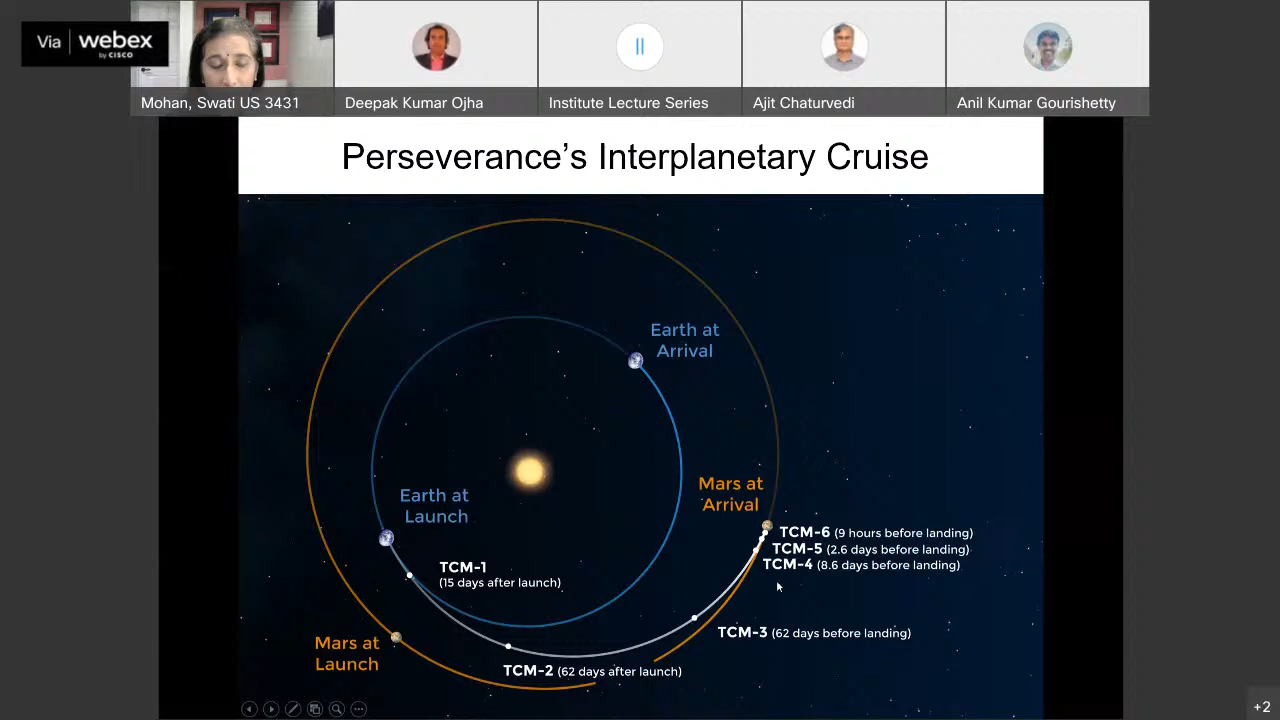 Via webex
by CISCO
Mohan, Swati US 3431
Deepak Kumar Ojha
Institute Lecture Series
Ajit Chaturvedi
Anil Kumar Gourishetty
Perseverance's Interplanetary Cruise
Earth at
Arrival
Mars at
Arrival
Earth at
Launch
TCM-6 (9 hours before landing)
TCM-5 (2.6 days before landing)
TCM-4 (8.6 days before landing)
TCM-1
(15 days after launch)
TCM-3 (62 days before landing)
Mars at
Launch
TCM-2 (62 days after launch)
+2